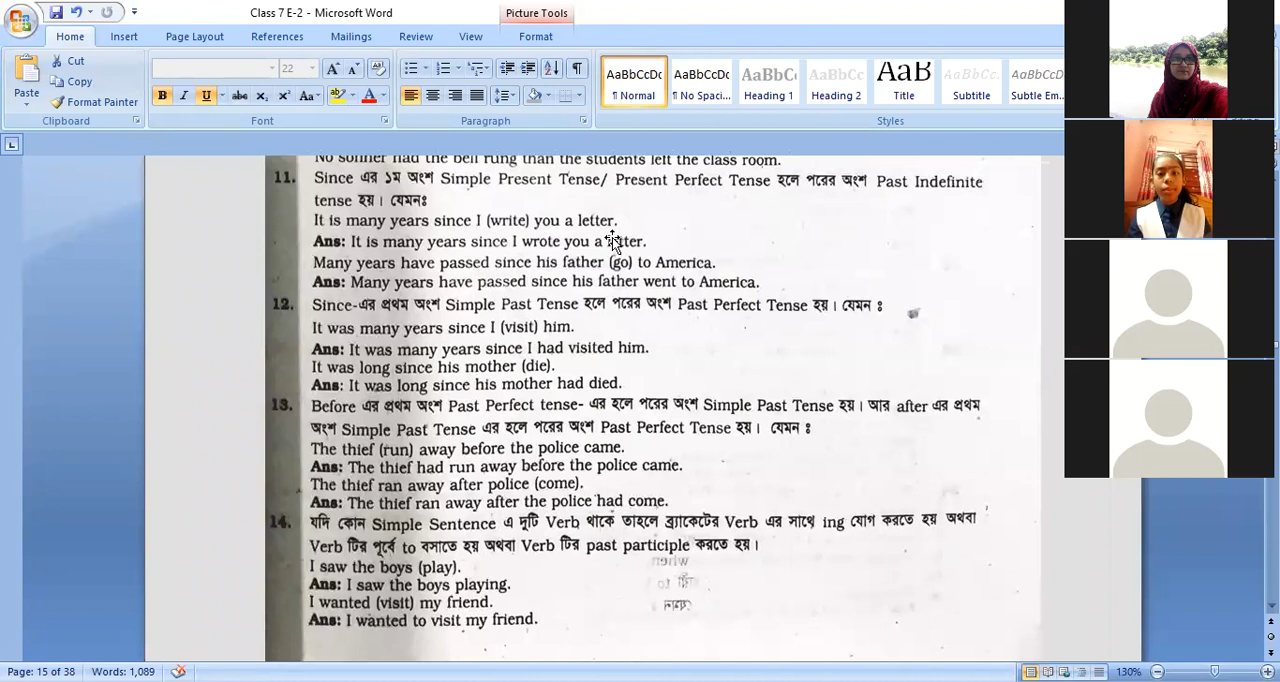 Class 7 E-2 - Microsoft Word
Picture Tools
Home
Insert
Page Layout
References
Mailings
Review
View
Format
Paste
Cut
Copy
Format Painter
Clipboard
22
Font
Paragraph
AaBbCcDc
¶ Normal
AaBbCcDc
¶ No Spaci...
AaBbC
Heading 1
AaBbCc
Heading 2
AaB
Title
AaBbCc
Subtitle
AaBbCcDc
Subtle Em...
Styles
No sonner had the bell rung than the students left the class room.
11. Since এর ১ম অংশ Simple Present Tense/ Present Perfect Tense হলে পরের অংশ Past Indefinite
tense হয়। যেমনঃ
It is many years since I (write) you a letter.
Ans: It is many years since I wrote you a letter.
Many years have passed since his father (go) to America.
Ans: Many years have passed since his father went to America.
12. Since-এর প্রথম অংশ Simple Past Tense হলে পরের অংশ Past Perfect Tense হয়। যেমন ঃ
It was many years since I (visit) him.
Ans: It was many years since I had visited him.
It was long since his mother (die).
Ans: It was long since his mother had died.
13. Before এর প্রথম অংশ Past Perfect tense- এর হলে পরের অংশ Simple Past Tense হয়। আর after এর প্রথম
অংশ Simple Past Tense এর হলে পরের অংশ Past Perfect Tense হয়। যেমন ঃ
The thief (run) away before the police came.
Ans: The thief had run away before the police came.
The thief ran away after police (come).
Ans: The thief ran away after the police had come.
14. যদি কোন Simple Sentence এ দুটি Verb থাকে তাহলে ব্র্যাকেটের Verb এর সাথে ing যোগ করতে হয় অথবা
Verb টির পূর্বে to বসাতে হয় অথবা Verb টির past participle করতে হয়।
I saw the boys (play).
Ans: I saw the boys playing.
I wanted (visit) my friend.
Ans: I wanted to visit my friend.
Page: 15 of 38
Words: 1,089
130%